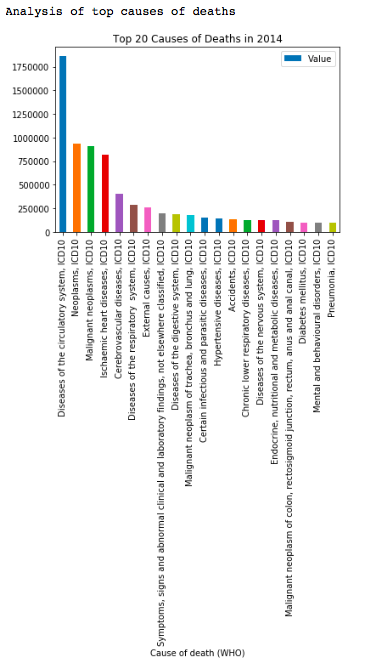 Analysis of top causes of deaths
Top 20 Causes of Deaths in 2014
Value
1750000
1500000
1250000
1000000
750000
500000
250000
0
Diseases of the circulatory system, ICD10
Neoplasms, ICD10
Malignant neoplasms, ICD10
Ischaemic heart diseases, ICD10
Cerebrovascular diseases, ICD10
Diseases of the respiratory  system, ICD10
External causes, ICD10
Symptoms, signs and abnormal clinical and laboratory findings, not elsewhere classified, ICD10
Diseases of the digestive system, ICD10
Malignant neoplasm of trachea, bronchus and lung, ICD10
Certain infectious and parasitic diseases, ICD10
Hypertensive diseases, ICD10
Accidents, ICD10
Chronic lower respiratory diseases, ICD10
Diseases of the nervous system, ICD10
Endocrine, nutritional and metabolic diseases, ICD10
Malignant neoplasm of colon, rectosigmoid junction, rectum, anus and anal canal, ICD10
Diabetes mellitus, ICD10
Mental and behavioural disorders, ICD10
Pneumonia, ICD10
Cause of death (WHO)